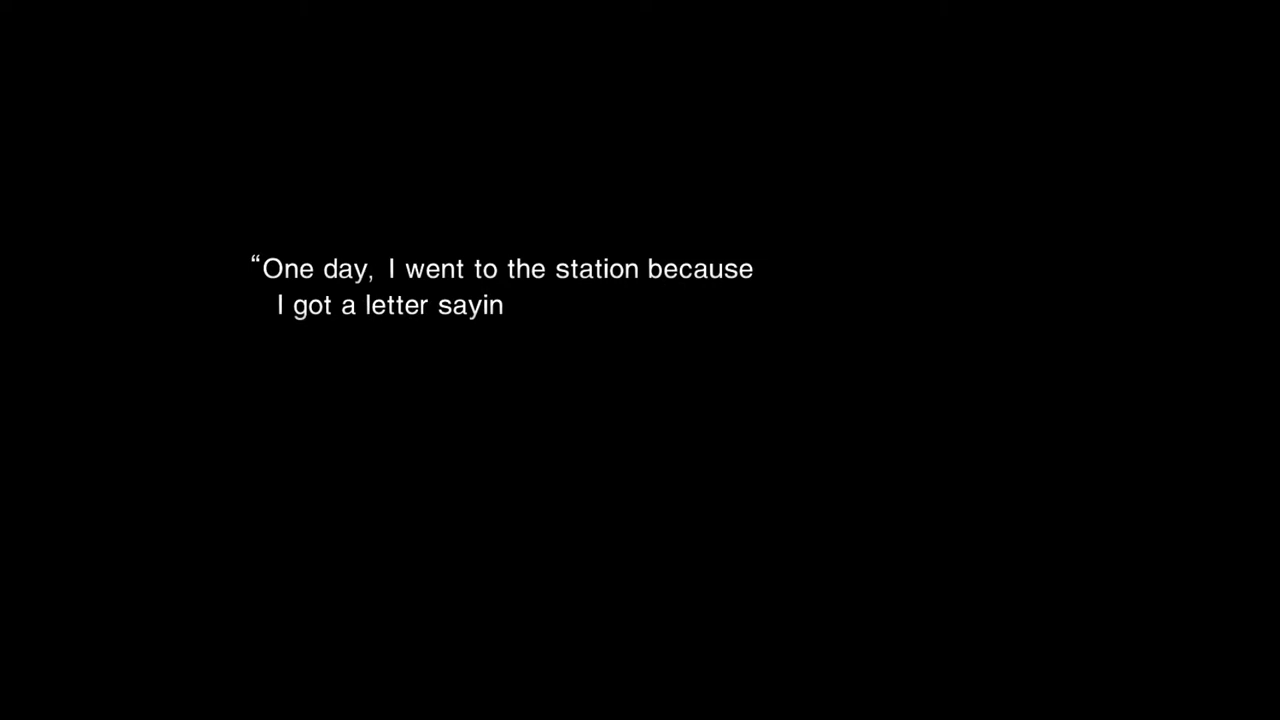 “One day, I went to the station because
I got a letter sayin